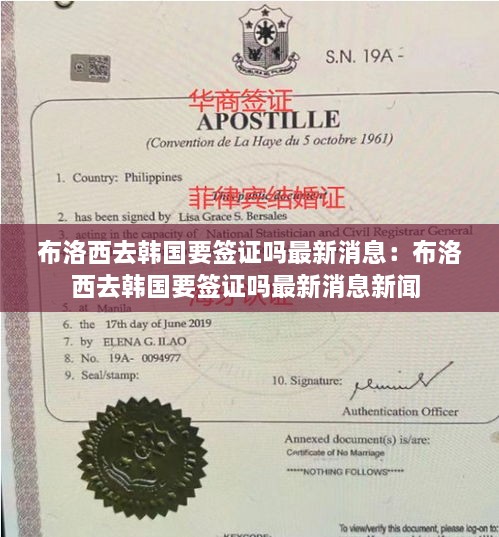 S.N. 19A -
华商签证
APOSTILLE
(Convention de La Haye du 5 octobre 1961)
1. Country: Philippines
This public document
菲律宾结婚证
2. has been signed by Lisa Grace S. Bersales
3. acting in the capacity of National Statistician and Civil Registrar General
布洛西去韩国要签证吗最新消息：布洛
西去韩国要签证吗最新消息新闻
5. at Manila
6. the 17th day of June 2019
7. by ELENA G. ILAO
8. No. 19A- 0094977
9. Seal/stamp:
10. Signature:
Authentication Officer
Annexed document(s) is/are:
Certificate of No Marriage
*****NOTHING FOLLOWS*****
To view/verify this document, please log-on to: